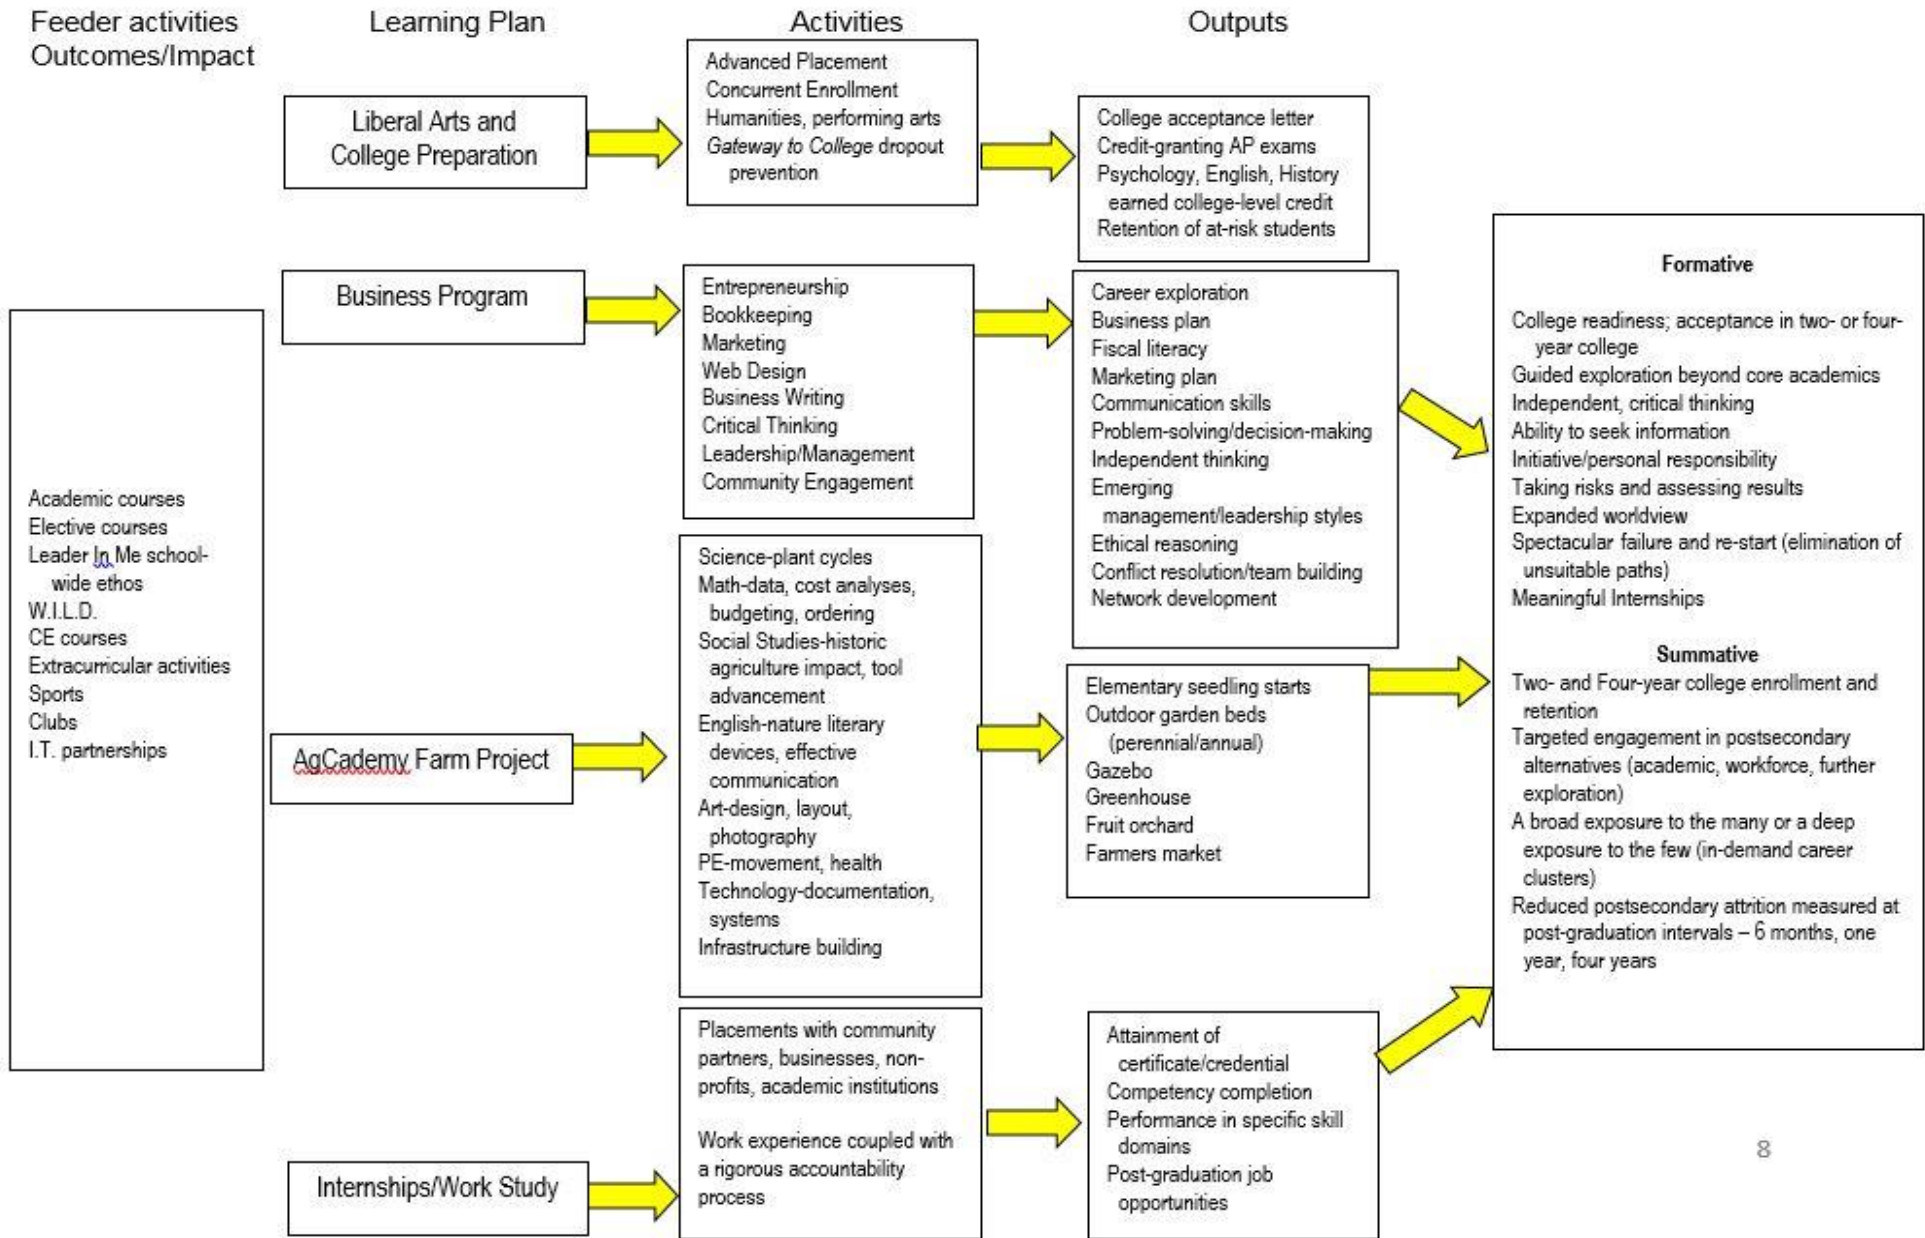 Feeder activities
Outcomes/Impact
Learning Plan
Activities
Outputs
Academic courses
Elective courses
Leader In Me school-
wide ethos
W.I.L.D.
CE courses
Extracurricular activities
Sports
Clubs
I.T. partnerships
Liberal Arts and
College Preparation
Advanced Placement
Concurrent Enrollment
Humanities, performing arts
Gateway to College dropout
prevention
College acceptance letter
Credit-granting AP exams
Psychology, English, History
earned college-level credit
Retention of at-risk students
Business Program
Entrepreneurship
Bookkeeping
Marketing
Web Design
Business Writing
Critical Thinking
Leadership/Management
Community Engagement
Career exploration
Business plan
Fiscal literacy
Marketing plan
Communication skills
Problem-solving/decision-making
Independent thinking
Emerging
management/leadership styles
Ethical reasoning
Conflict resolution/team building
Network development
AgCademy Farm Project
Science-plant cycles
Math-data, cost analyses,
budgeting, ordering
Social Studies-historic
agriculture impact, tool
advancement
English-nature literary
devices, effective
communication
Art-design, layout,
photography
PE-movement, health
Technology-documentation,
systems
Infrastructure building
Elementary seedling starts
Outdoor garden beds
(perennial/annual)
Gazebo
Greenhouse
Fruit orchard
Farmers market
Internships/Work Study
Placements with community
partners, businesses, non-
profits, academic institutions
Work experience coupled with
a rigorous accountability
process
Attainment of
certificate/credential
Competency completion
Performance in specific skill
domains
Post-graduation job
opportunities
Formative
College readiness; acceptance in two- or four-
year college
Guided exploration beyond core academics
Independent, critical thinking
Ability to seek information
Initiative/personal responsibility
Taking risks and assessing results
Expanded worldview
Spectacular failure and re-start (elimination of
unsuitable paths)
Meaningful Internships
Summative
Two- and Four-year college enrollment and
retention
Targeted engagement in postsecondary
alternatives (academic, workforce, further
exploration)
A broad exposure to the many or a deep
exposure to the few (in-demand career
clusters)
Reduced postsecondary attrition measured at
post-graduation intervals – 6 months, one
year, four years
8